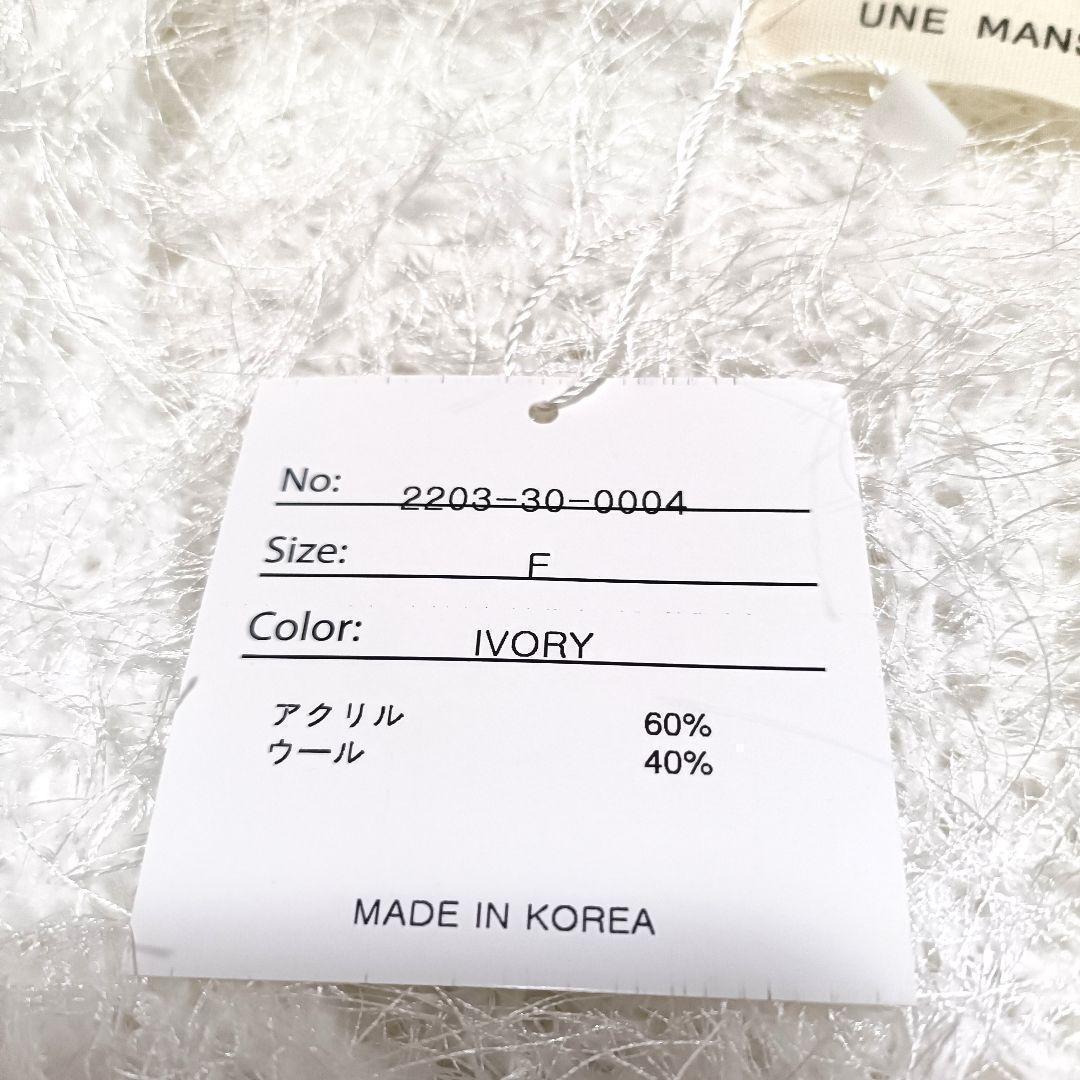 UNE MANS
No: 2203-30-0004
Size: F
Color: IVORY
アクリル 60%
ウール 40%
MADE IN KOREA